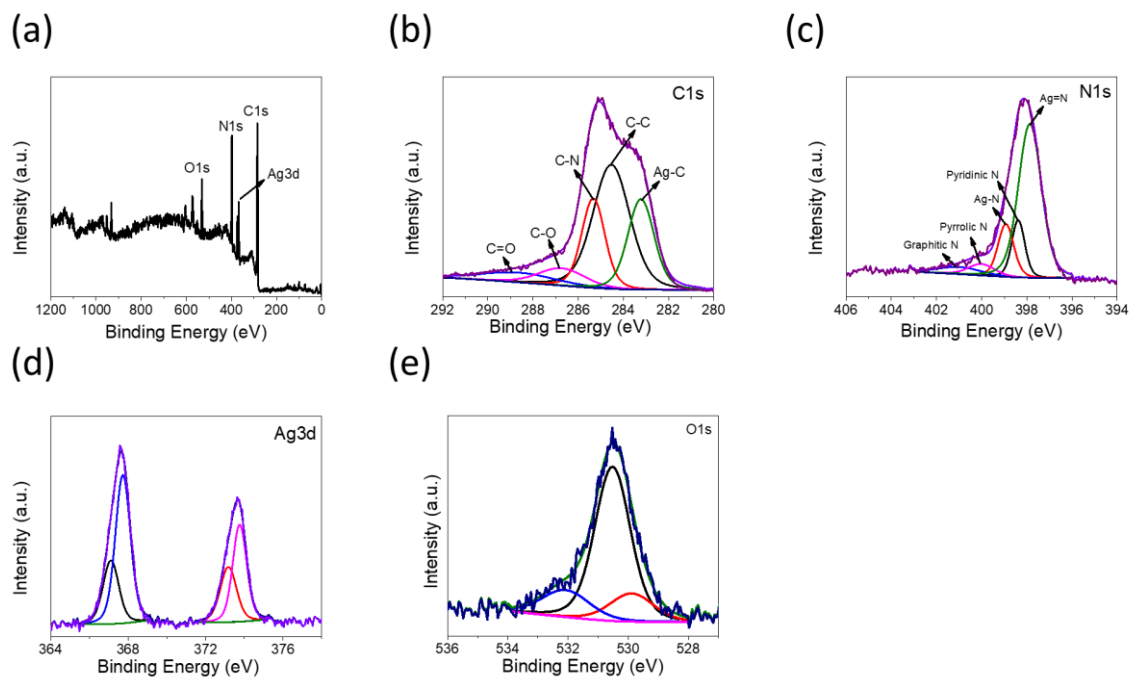 (a)
(b)
(c)
C1s
N1s
O1s
Ag3d
Intensity (a.u.)
1200 1000 800 600 400 200 0
Binding Energy (eV)
C1s
C-C
C-N
Ag-C
C=O
C-O
Intensity (a.u.)
292 290 288 286 284 282 280
Binding Energy (eV)
N1s
Ag=N
Pyridinic N
Ag-N
Pyrrolic N
Graphitic N
Intensity (a.u.)
406 404 402 400 398 396 394
Binding Energy (eV)
(d)
(e)
Ag3d
Intensity (a.u.)
364 368 372 376
Binding Energy (eV)
O1s
Intensity (a.u.)
536 534 532 530 528
Binding Energy (eV)